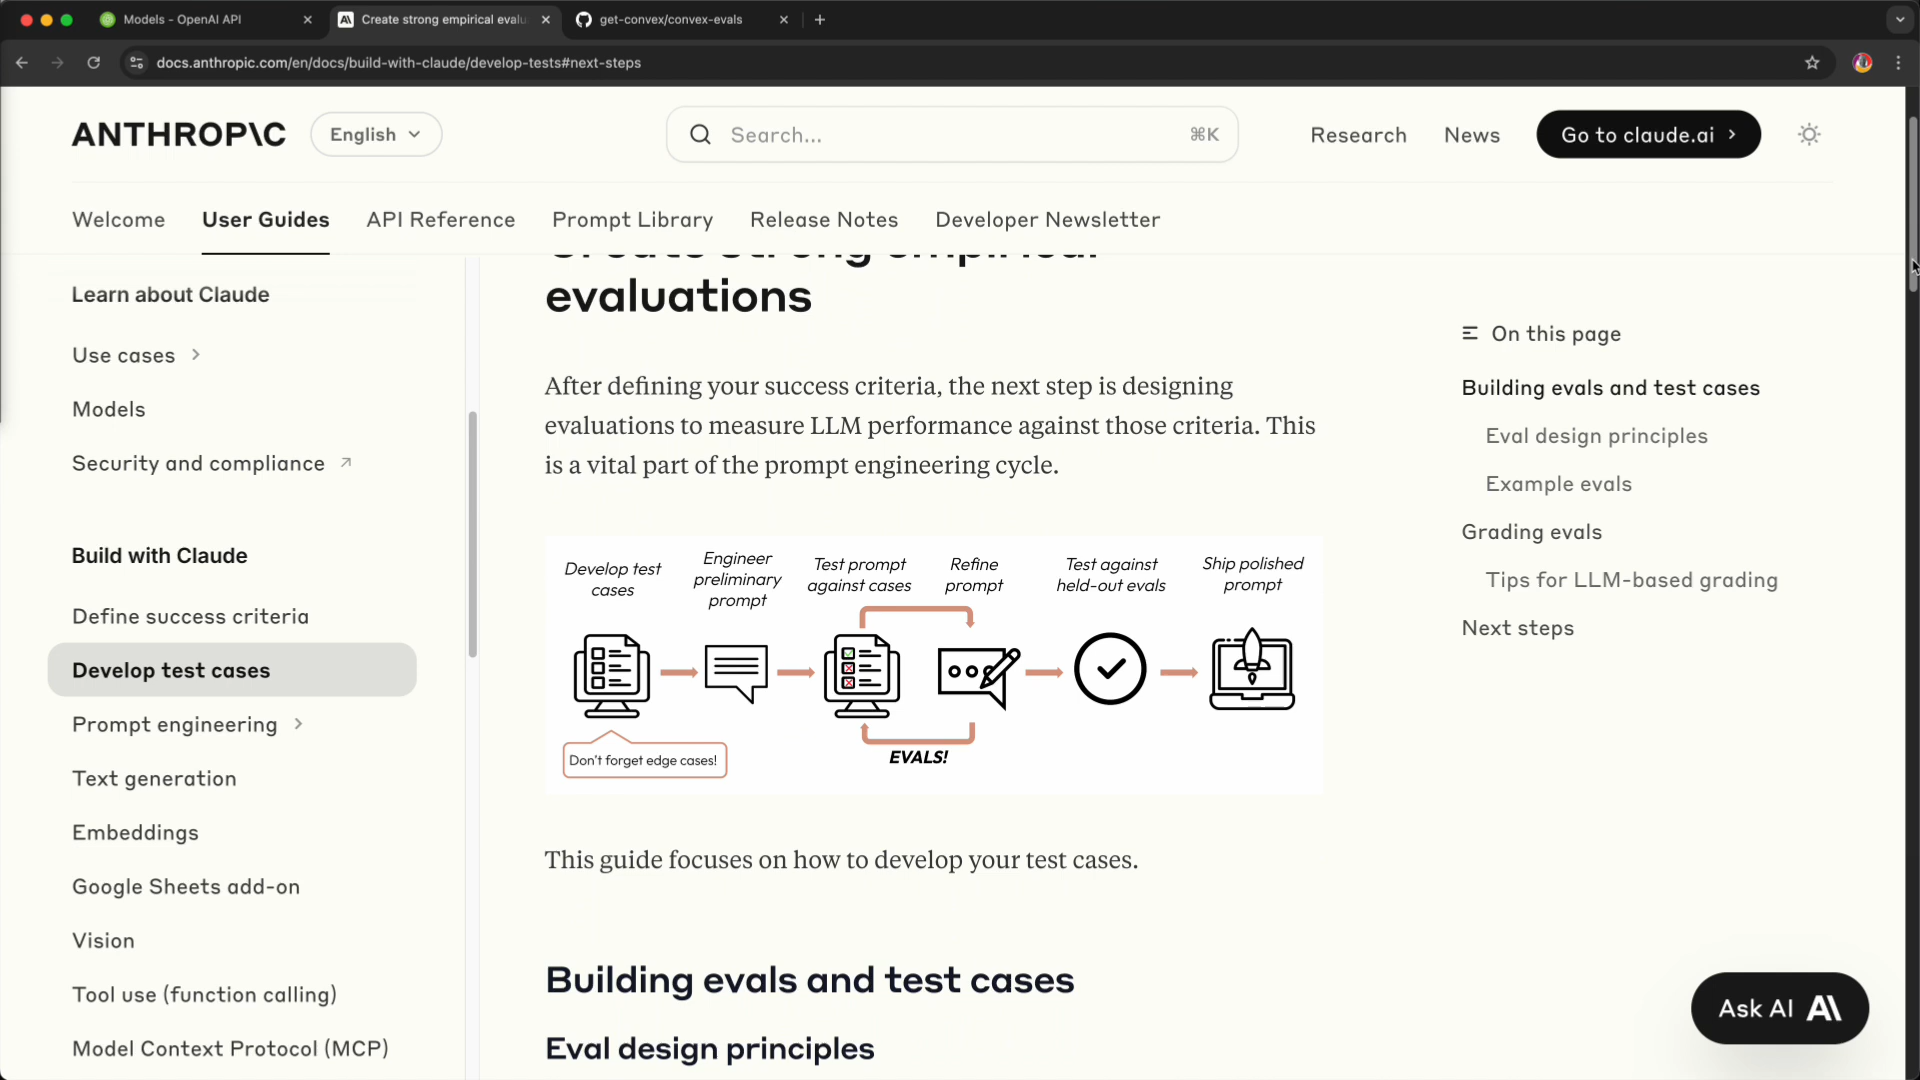 Models - OpenAI API
Create strong empirical evalu
get-convex/convex-evals
docs.anthropic.com/en/docs/build-with-claude/develop-tests#next-steps
ANTHROP\C
English
Search...
⌘K
Research
News
Go to claude.ai
Welcome
User Guides
API Reference
Prompt Library
Release Notes
Developer Newsletter
Learn about Claude
Use cases
Models
Security and compliance
Build with Claude
Define success criteria
Develop test cases
Prompt engineering
Text generation
Embeddings
Google Sheets add-on
Vision
Tool use (function calling)
Model Context Protocol (MCP)
Create strong empirical
evaluations
After defining your success criteria, the next step is designing
evaluations to measure LLM performance against those criteria. This
is a vital part of the prompt engineering cycle.
Develop test
cases
Engineer
preliminary
prompt
Test prompt
against cases
Refine
prompt
Test against
held-out evals
Ship polished
prompt
Don't forget edge cases!
EVALS!
This guide focuses on how to develop your test cases.
Building evals and test cases
Eval design principles
On this page
Building evals and test cases
Eval design principles
Example evals
Grading evals
Tips for LLM-based grading
Next steps
Ask AI